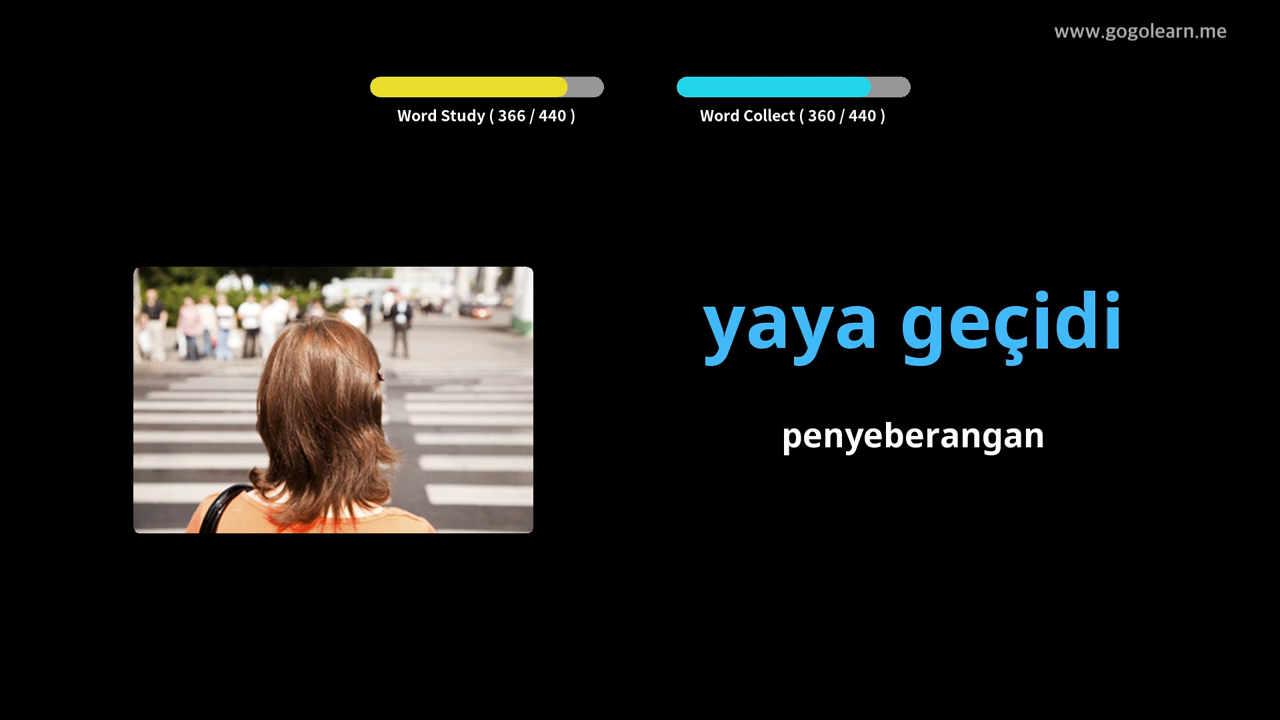 www.gogolearn.me
Word Study ( 366 / 440 )
Word Collect ( 360 / 440 )
yaya geçidi
penyeberangan